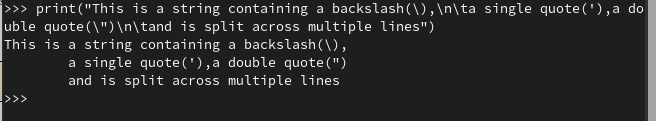 >>> print("This is a string containing a backslash(\),\n\ta single quote('),a do
uble quote(\")\n\tand is split across multiple lines")
This is a string containing a backslash(\),
        a single quote('),a double quote(")
        and is split across multiple lines
>>>